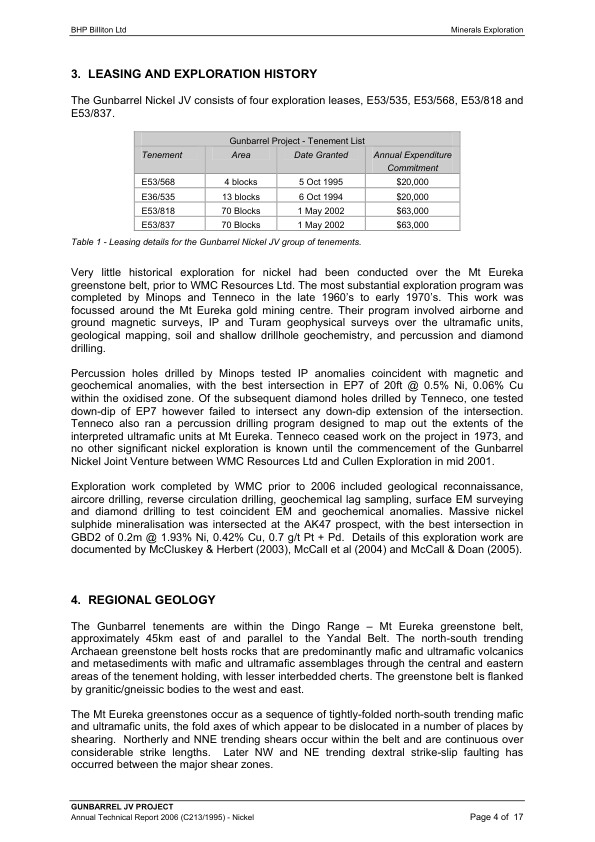 BHP Billiton Ltd Minerals Exploration
3. LEASING AND EXPLORATION HISTORY
The Gunbarrel Nickel JV consists of four exploration leases, E53/535, E53/568, E53/818 and
E53/837.
Gunbarrel Project - Tenement List
Tenement Area Date Granted Annual Expenditure
Commitment
E53/568 4 blocks 5 Oct 1995 $20,000
E36/535 13 blocks 6 Oct 1994 $20,000
E53/818 70 Blocks 1 May 2002 $63,000
E53/837 70 Blocks 1 May 2002 $63,000
Table 1 - Leasing details for the Gunbarrel Nickel JV group of tenements.
Very little historical exploration for nickel had been conducted over the Mt Eureka
greenstone belt, prior to WMC Resources Ltd. The most substantial exploration program was
completed by Minops and Tenneco in the late 1960's to early 1970's. This work was
focussed around the Mt Eureka gold mining centre. Their program involved airborne and
ground magnetic surveys, IP and Turam geophysical surveys over the ultramafic units,
geological mapping, soil and shallow drillhole geochemistry, and percussion and diamond
drilling.
Percussion holes drilled by Minops tested IP anomalies coincident with magnetic and
geochemical anomalies, with the best intersection in EP7 of 20ft @ 0.5% Ni, 0.06% Cu
within the oxidised zone. Of the subsequent diamond holes drilled by Tenneco, one tested
down-dip of EP7 however failed to intersect any down-dip extension of the intersection.
Tenneco also ran a percussion drilling program designed to map out the extents of the
interpreted ultramafic units at Mt Eureka. Tenneco ceased work on the project in 1973, and
no other significant nickel exploration is known until the commencement of the Gunbarrel
Nickel Joint Venture between WMC Resources Ltd and Cullen Exploration in mid 2001.
Exploration work completed by WMC prior to 2006 included geological reconnaissance,
aircore drilling, reverse circulation drilling, geochemical lag sampling, surface EM surveying
and diamond drilling to test coincident EM and geochemical anomalies. Massive nickel
sulphide mineralisation was intersected at the AK47 prospect, with the best intersection in
GBD2 of 0.2m @ 1.93% Ni, 0.42% Cu, 0.7 g/t Pt + Pd. Details of this exploration work are
documented by McCluskey & Herbert (2003), McCall et al (2004) and McCall & Doan (2005).
4. REGIONAL GEOLOGY
The Gunbarrel tenements are within the Dingo Range – Mt Eureka greenstone belt,
approximately 45km east of and parallel to the Yandal Belt. The north-south trending
Archaean greenstone belt hosts rocks that are predominantly mafic and ultramafic volcanics
and metasediments with mafic and ultramafic assemblages through the central and eastern
areas of the tenement holding, with lesser interbedded cherts. The greenstone belt is flanked
by granitic/gneissic bodies to the west and east.
The Mt Eureka greenstones occur as a sequence of tightly-folded north-south trending mafic
and ultramafic units, the fold axes of which appear to be dislocated in a number of places by
shearing. Northerly and NNE trending shears occur within the belt and are continuous over
considerable strike lengths. Later NW and NE trending dextral strike-slip faulting has
occurred between the major shear zones.
GUNBARREL JV PROJECT
Annual Technical Report 2006 (C213/1995) - Nickel Page 4 of 17